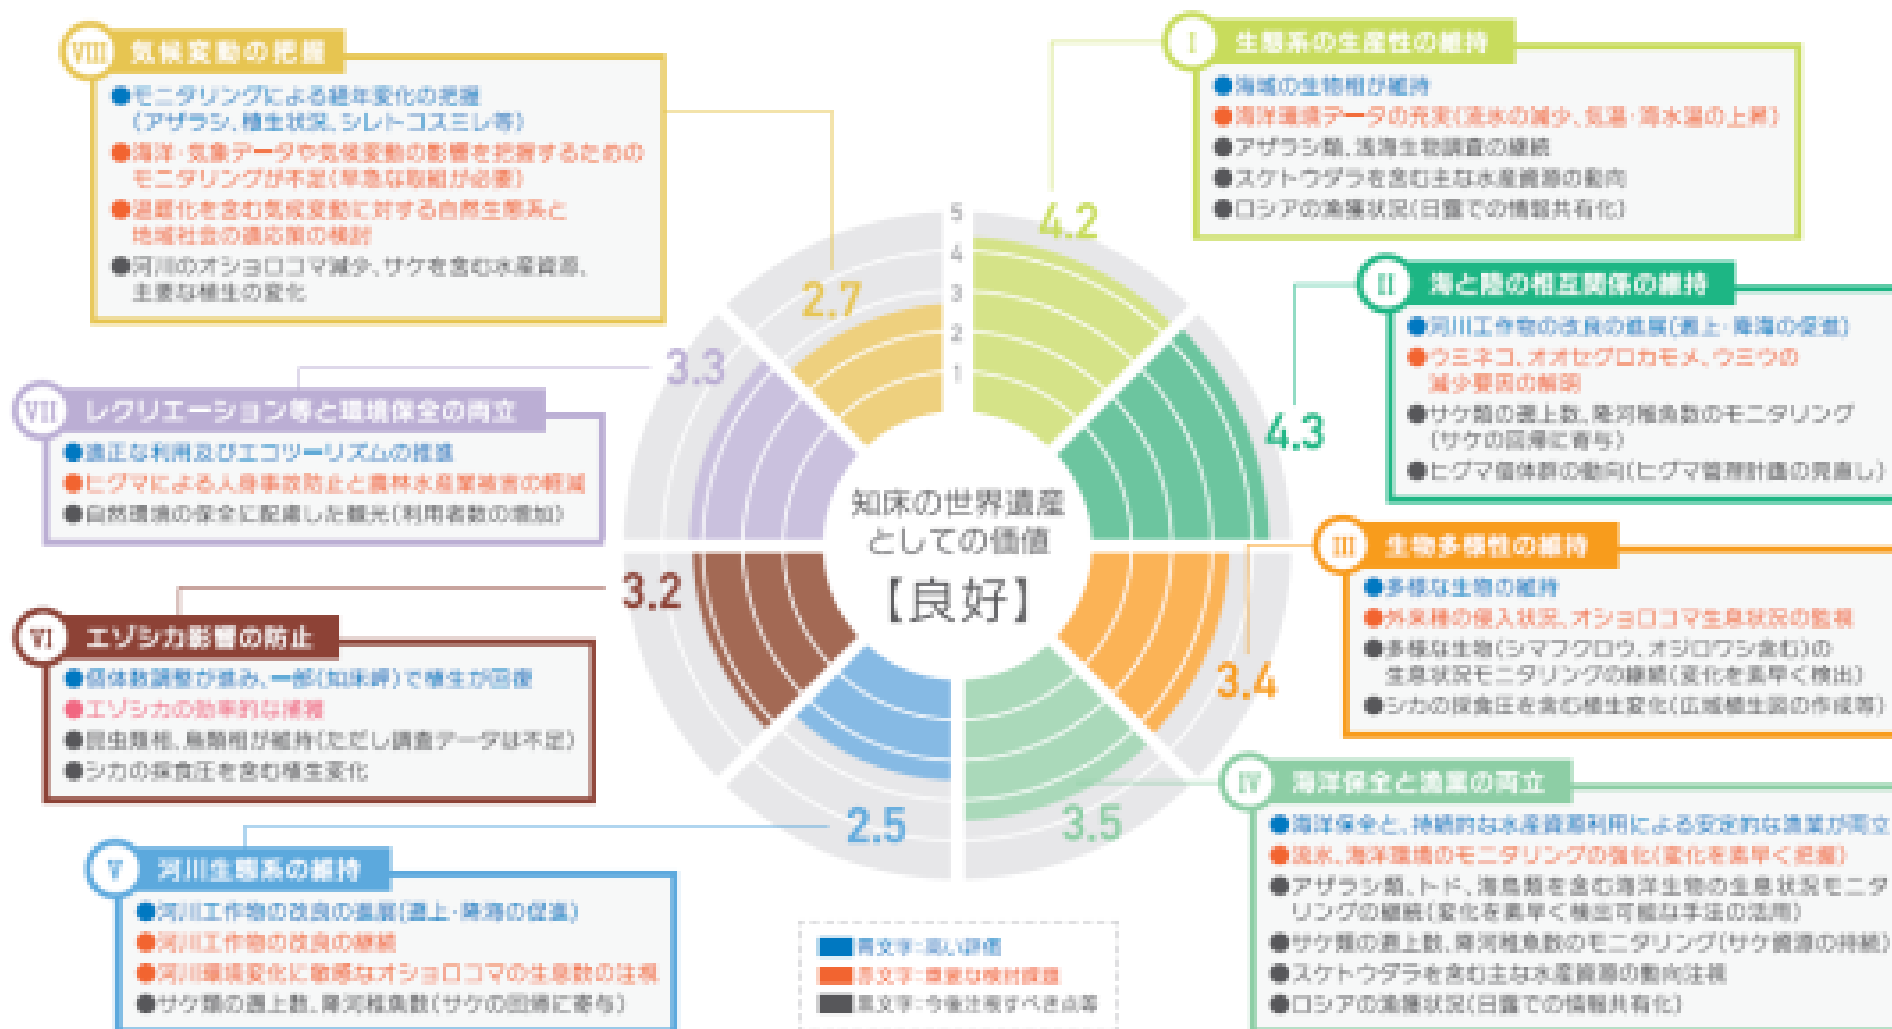 VIII 気候変動の把握
●モニタリングによる経年変化の把握
(アザラシ、植生状況、シレトコスミレ等)
●海洋・気象データや気候変動の影響を把握するための
モニタリングが不足(早急な取組が必要)
●温暖化を含む気候変動に対する自然生態系と
地域社会の適応策の検討
●河川のオショロコマ減少、サケを含む水産資源、
主要な植生の変化
I 生態系の生産性の維持
●海域の生物相が維持
●海洋環境データの充実(流氷の減少、気温・海水温の上昇)
●アザラシ類、浅海生物調査の継続
●スケトウダラを含む主な水産資源の動向
●ロシアの漁獲状況(日露での情報共有化)
II 海と陸の相互関係の維持
●河川工作物の改良の進展(遡上・降海の促進)
●ウミネコ、オオセグロカモメ、ウミウの
減少要因の解明
●サケ類の遡上数、降河稚魚数のモニタリング
(サケの回帰に寄与)
●ヒグマ個体群の動向(ヒグマ管理計画の見直し)
VII レクリエーション等と環境保全の両立
●適正な利用及びエコツーリズムの推進
●ヒグマによる人身事故防止と農林水産業被害の軽減
●自然環境の保全に配慮した観光(利用者数の増加)
III 生物多様性の維持
●多様な生物の維持
●外来種の侵入状況、オショロコマ生息状況の監視
●多様な生物(シマフクロウ、オジロワシ含む)の
生息状況モニタリングの継続(変化を素早く検出)
●シカの採食圧を含む植生変化(広域植生図の作成等)
VI エゾシカ影響の防止
●個体数調整が進み、一部(知床岬)で植生が回復
●エゾシカの効率的な捕獲
●昆虫類相、鳥類相が維持(ただし調査データは不足)
●シカの採食圧を含む植生変化
IV 海洋保全と漁業の両立
●海洋保全と、持続的な水産資源利用による安定的な漁業が両立
●流氷、海洋環境のモニタリングの強化(変化を素早く把握)
●アザラシ類、トド、海鳥類を含む海洋生物の生息状況モニタ
リングの継続(変化を素早く検出可能な手法の活用)
●サケ類の遡上数、降河稚魚数のモニタリング(サケ資源の持続)
●スケトウダラを含む主な水産資源の動向注視
●ロシアの漁獲状況(日露での情報共有化)
V 河川生態系の維持
●河川工作物の改良の進展(遡上・降海の促進)
●河川工作物の改良の継続
●河川環境変化に敏感なオショロコマの生息数の注視
●サケ類の遡上数、降河稚魚数(サケの回帰に寄与)
5
4
3
2
1
4.2
4.3
3.4
3.5
2.5
3.2
3.3
2.7
知床の世界遺産
としての価値
【良好】
青文字:高い評価
赤文字:重要な検討課題
黒文字:今後注視すべき点等